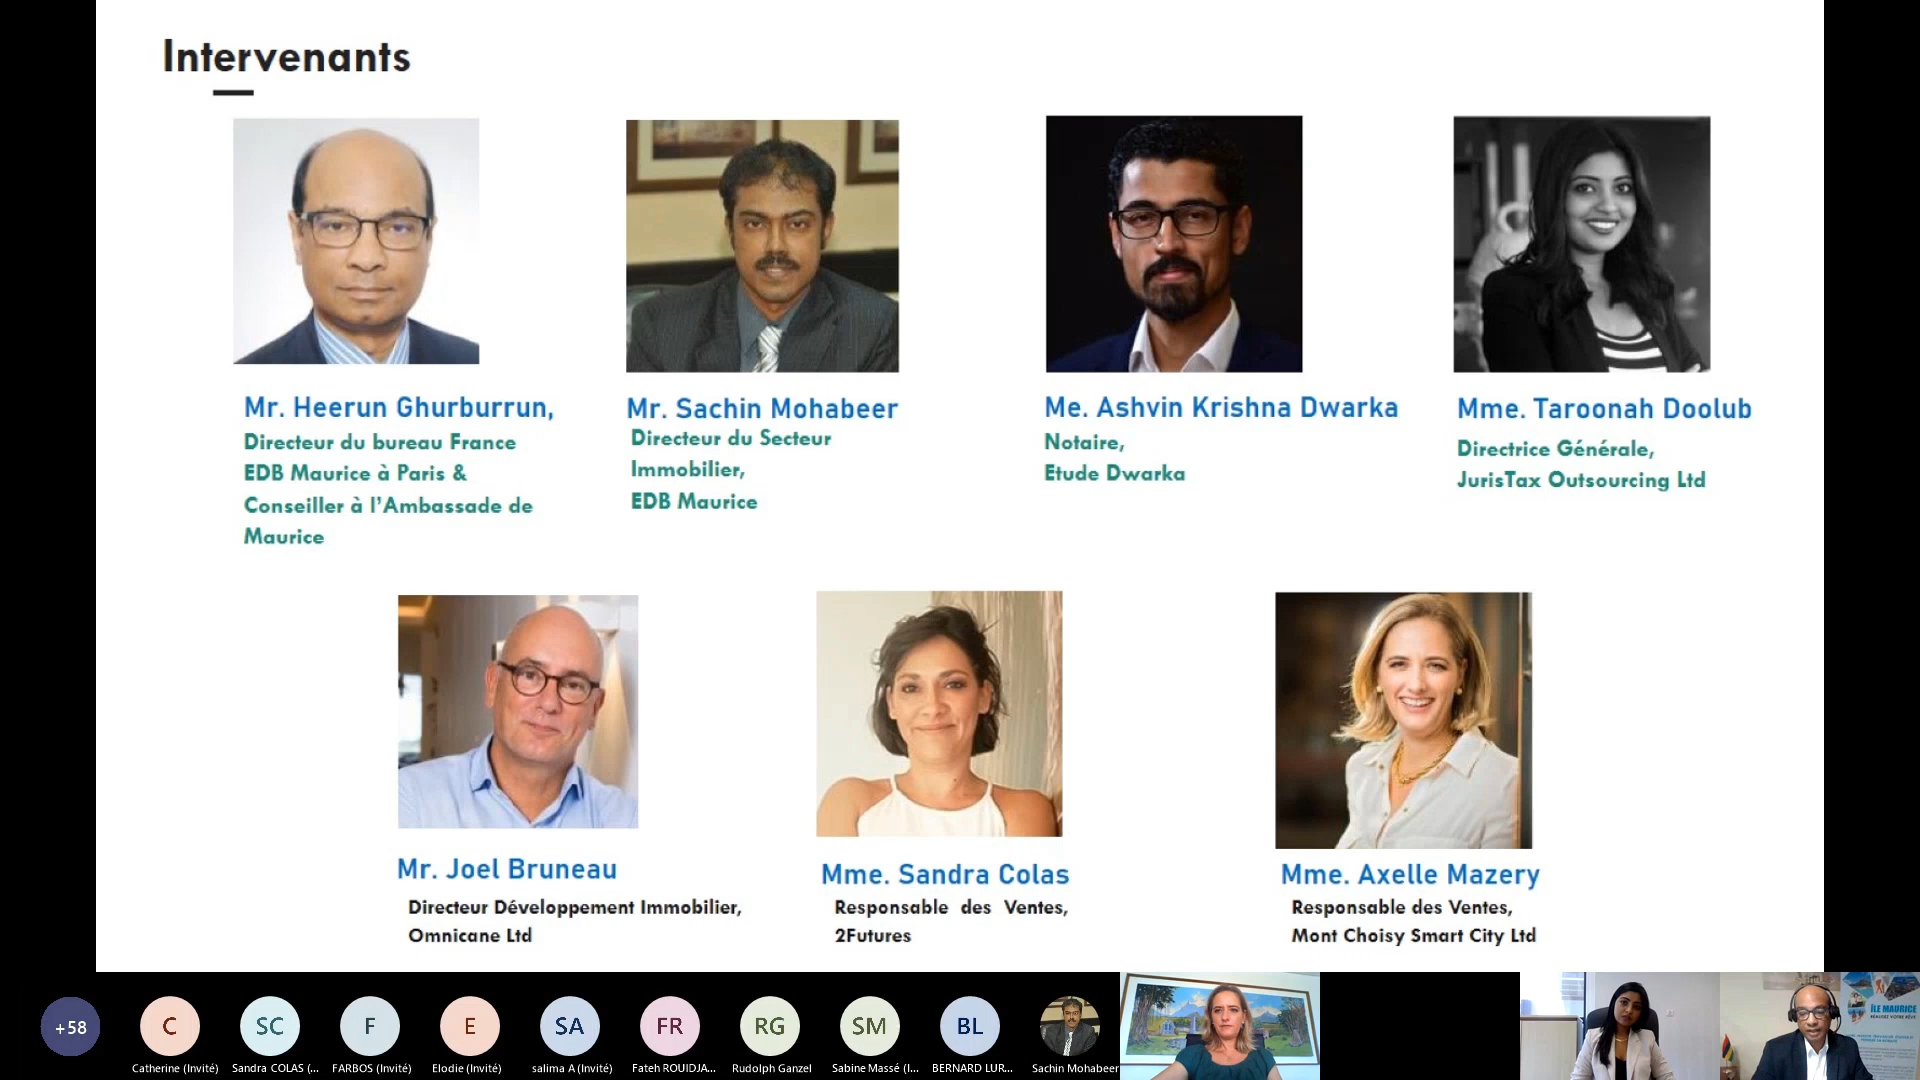 Intervenants
Mr. Heerun Ghurburrun,
Directeur du bureau France
EDB Maurice à Paris &
Conseiller à l'Ambassade de
Maurice
Mr. Sachin Mohabeer
Directeur du Secteur
Immobilier,
EDB Maurice
Me. Ashvin Krishna Dwarka
Notaire,
Etude Dwarka
Mme. Taroonah Doolub
Directrice Générale,
JurisTax Outsourcing Ltd
Mr. Joel Bruneau
Directeur Développement Immobilier,
Omnicane Ltd
Mme. Sandra Colas
Responsable des Ventes,
2Futures
Mme. Axelle Mazery
Responsable des Ventes,
Mont Choisy Smart City Ltd
+58
C
Catherine (Invité)
SC
Sandra COLAS (...
F
FARBOS (Invité)
E
Elodie (Invité)
SA
salima A (Invité)
FR
Fateh ROUIDJA...
RG
Rudolph Ganzel
SM
Sabine Massé (I...
BL
BERNARD LUR...
Sachin Mohabeer
ÎLE MAURICE